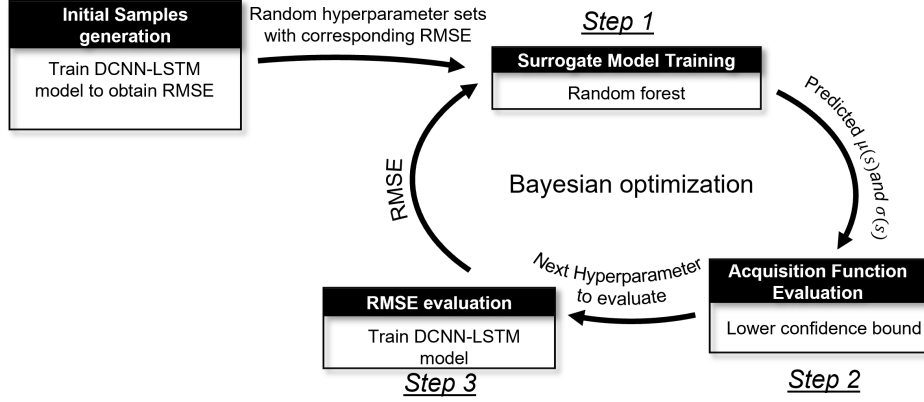 Initial Samples
generation
Train DCNN-LSTM
model to obtain RMSE
Random hyperparameter sets
with corresponding RMSE
Step 1
Surrogate Model Training
Random forest
Predicted μ(s) and σ(s)
Bayesian optimization
RMSE
Next Hyperparameter
to evaluate
Acquisition Function
Evaluation
Lower confidence bound
Step 2
RMSE evaluation
Train DCNN-LSTM
model
Step 3